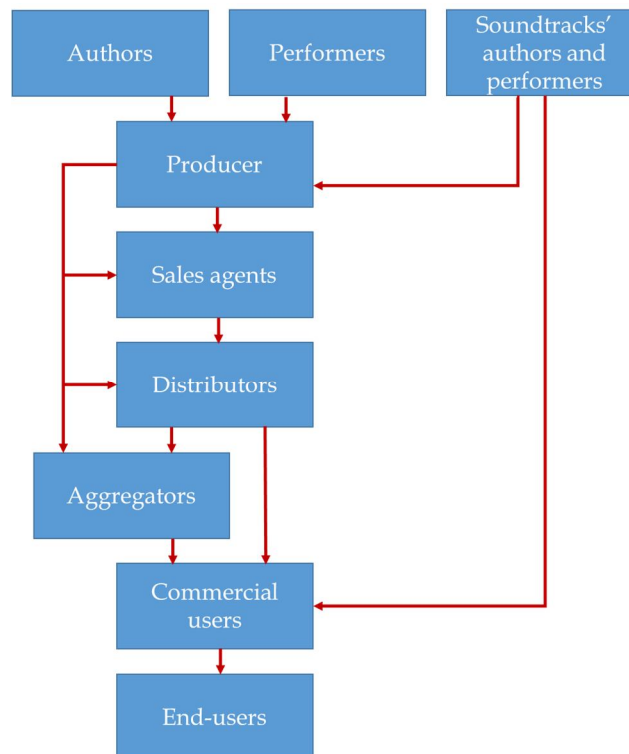 Authors
Performers
Soundtracks’
authors and
performers
Producer
Sales agents
Distributors
Aggregators
Commercial
users
End-users